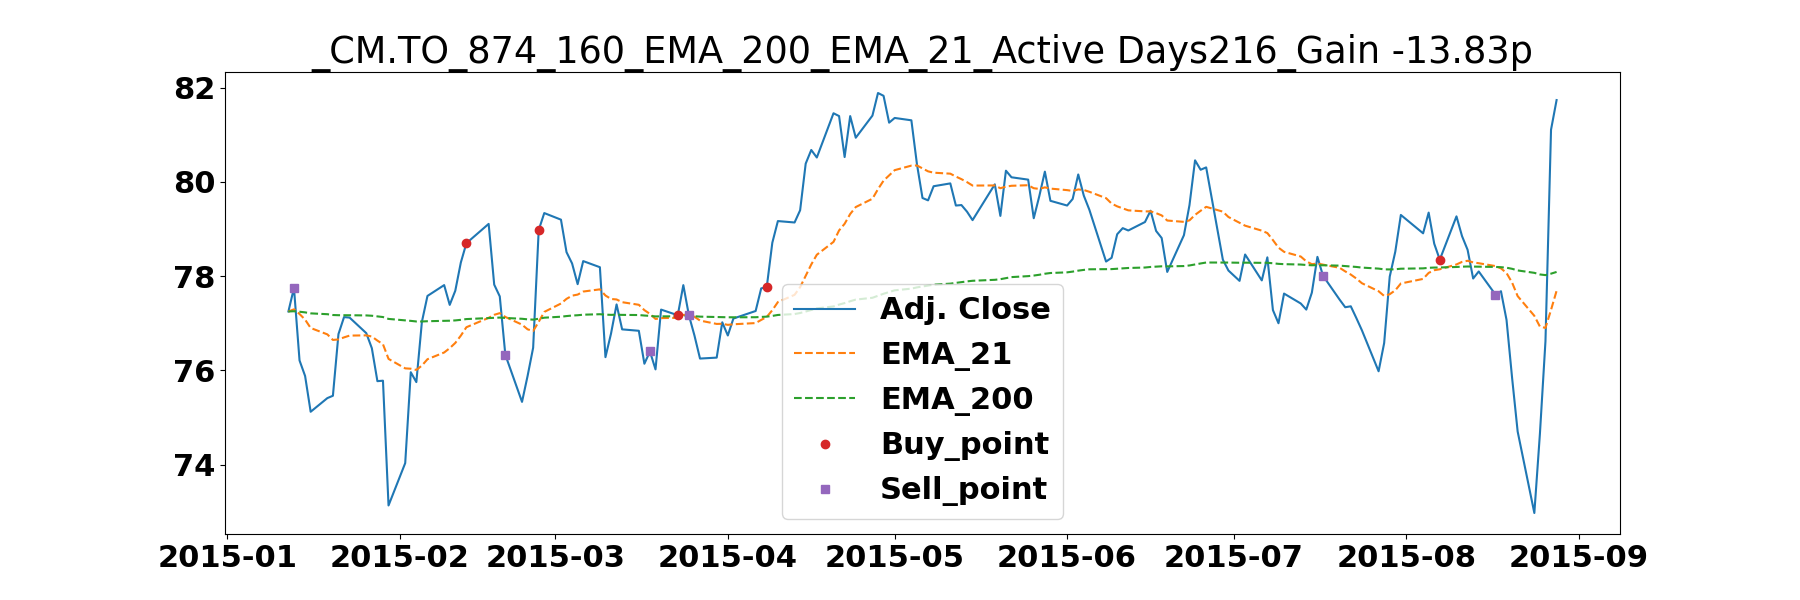 _CM.TO_874_160_EMA_200_EMA_21_Active Days216_Gain -13.83p
82
80
78
76
74
Adj. Close
EMA_21
EMA_200
Buy_point
Sell_point
2015-01 2015-02 2015-03 2015-04 2015-05 2015-06 2015-07 2015-08 2015-09